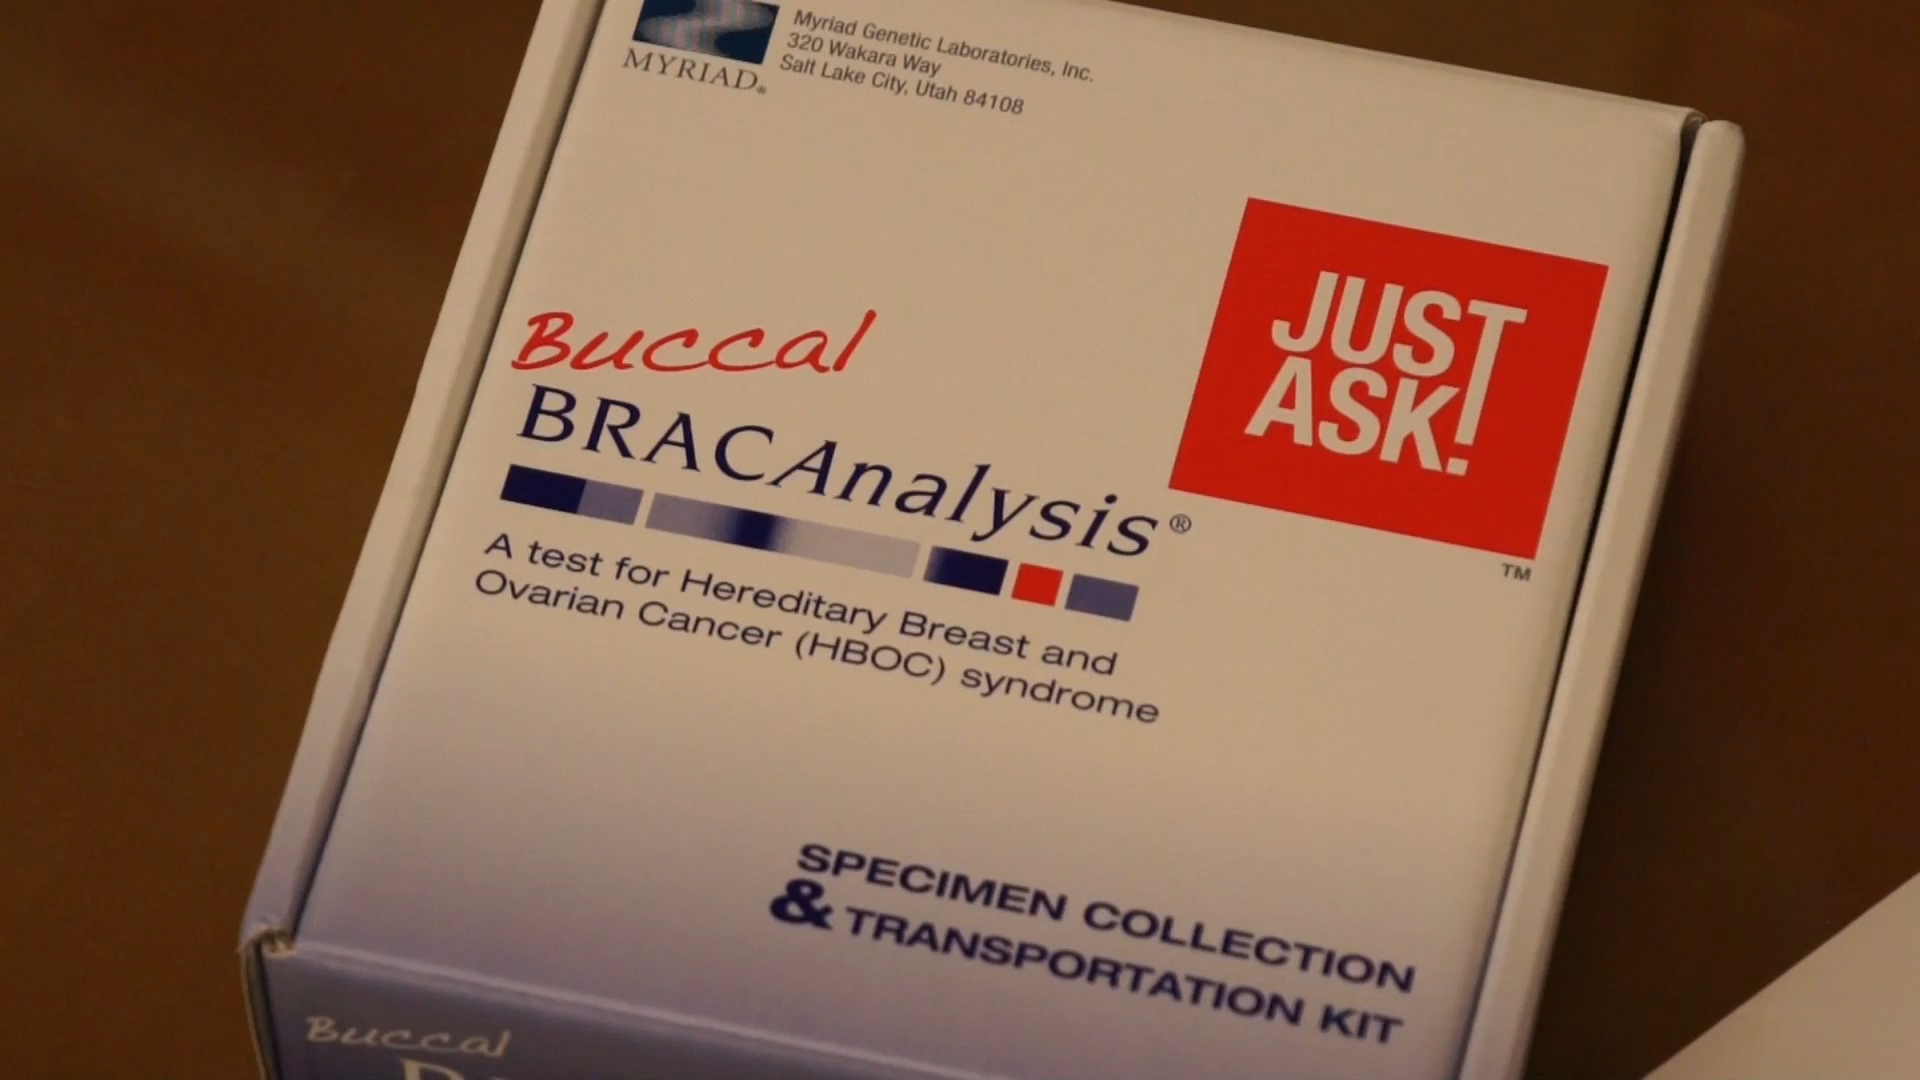 MYRIAD®
Myriad Genetic Laboratories, Inc.
320 Wakara Way
Salt Lake City, Utah 84108
JUST
ASK!
TM
Buccal
BRACAnalysis®
A test for Hereditary Breast and
Ovarian Cancer (HBOC) syndrome
SPECIMEN COLLECTION
& TRANSPORTATION KIT
Buccal